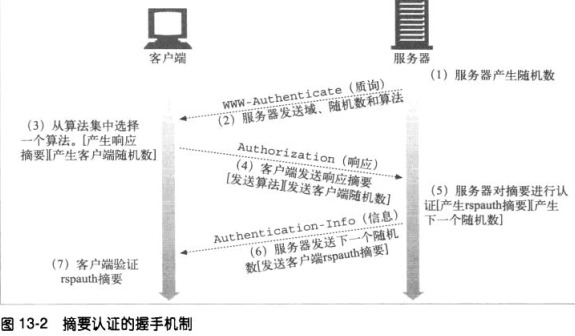 客户端
服务器
(1) 服务器产生随机数
WWW-Authenticate (质询)
(2) 服务器发送域、随机数和算法
(3) 从算法集中选择
一个算法。[产生响应
摘要][产生客户端随机数]
Authorization (响应)
(4) 客户端发送响应摘要
[发送算法][发送客户端随机数]
(5) 服务器对摘要进行认
证[产生rspauth摘要][产生
下一个随机数]
Authentication-Info (信息)
(6) 服务器发送下一个随机
数[发送客户端rspauth摘要]
(7) 客户端验证
rspauth摘要
图 13-2 摘要认证的握手机制